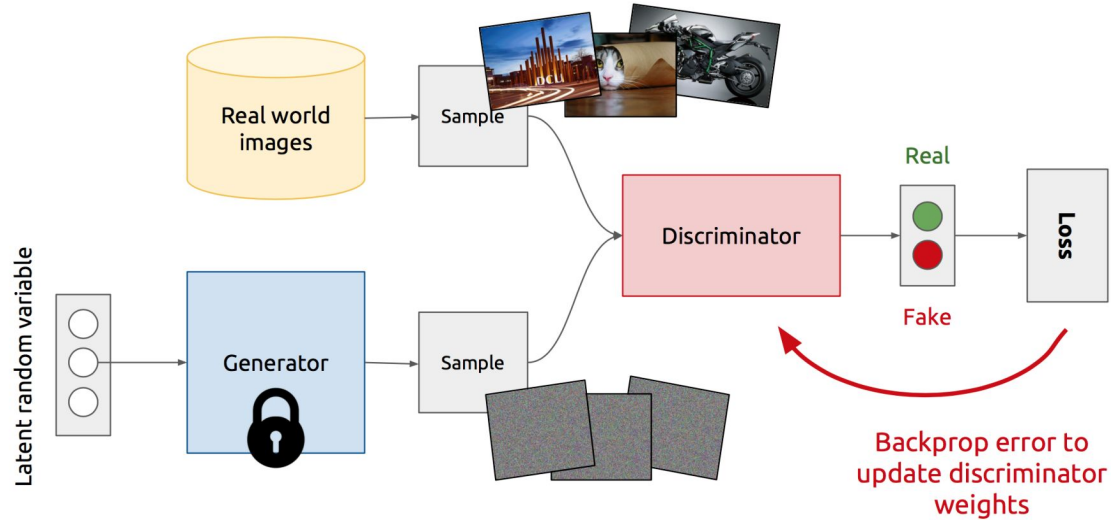 Real world
images
Sample
DCU
Real
Discriminator
Loss
Fake
Latent random variable
Generator
Sample
Backprop error to
update discriminator
weights